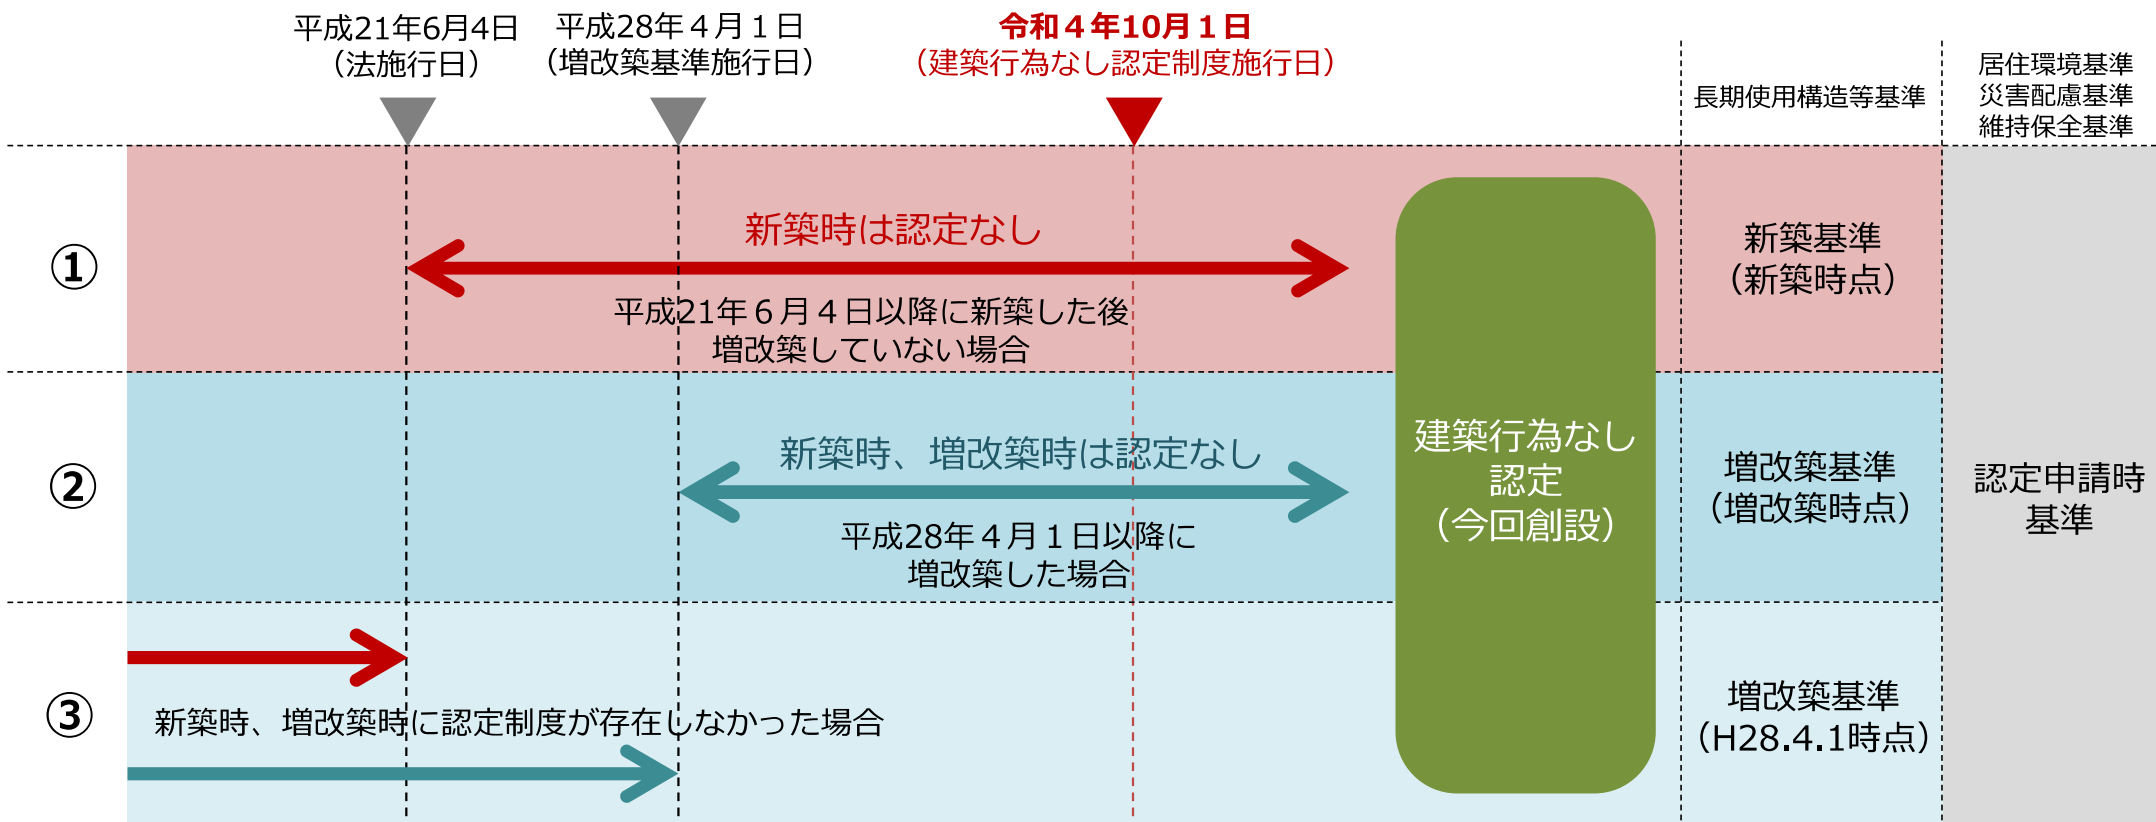 平成21年6月4日
（法施行日）
平成28年４月１日
（増改築基準施行日）
令和４年10月１日
（建築行為なし認定制度施行日）
長期使用構造等基準
居住環境基準
災害配慮基準
維持保全基準
①
新築時は認定なし
平成21年６月４日以降に新築した後
増改築していない場合
新築基準
（新築時点）
②
新築時、増改築時は認定なし
平成28年４月１日以降に
増改築した場合
建築行為なし
認定
（今回創設）
増改築基準
（増改築時点）
認定申請時
基準
③
新築時、増改築時に認定制度が存在しなかった場合
増改築基準
（H28.4.1時点）